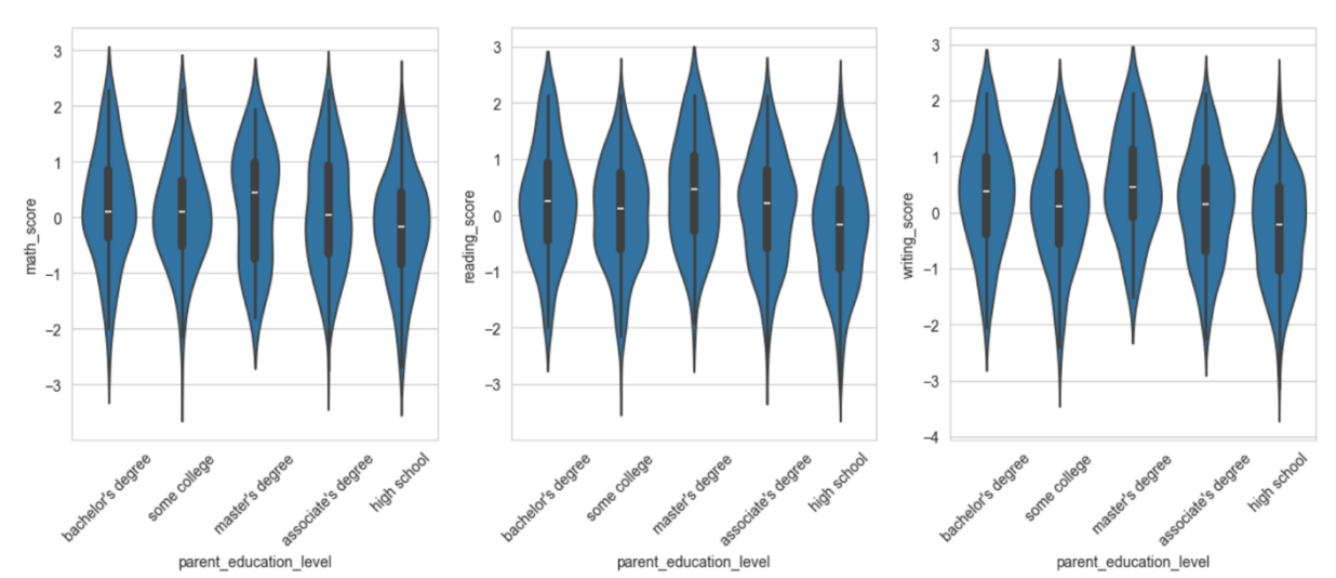 math_score
3
2
1
0
−1
−2
−3
bachelor's degree
some college
master's degree
associate's degree
high school
parent_education_level
reading_score
3
2
1
0
−1
−2
−3
bachelor's degree
some college
master's degree
associate's degree
high school
parent_education_level
writing_score
3
2
1
0
−1
−2
−3
−4
bachelor's degree
some college
master's degree
associate's degree
high school
parent_education_level